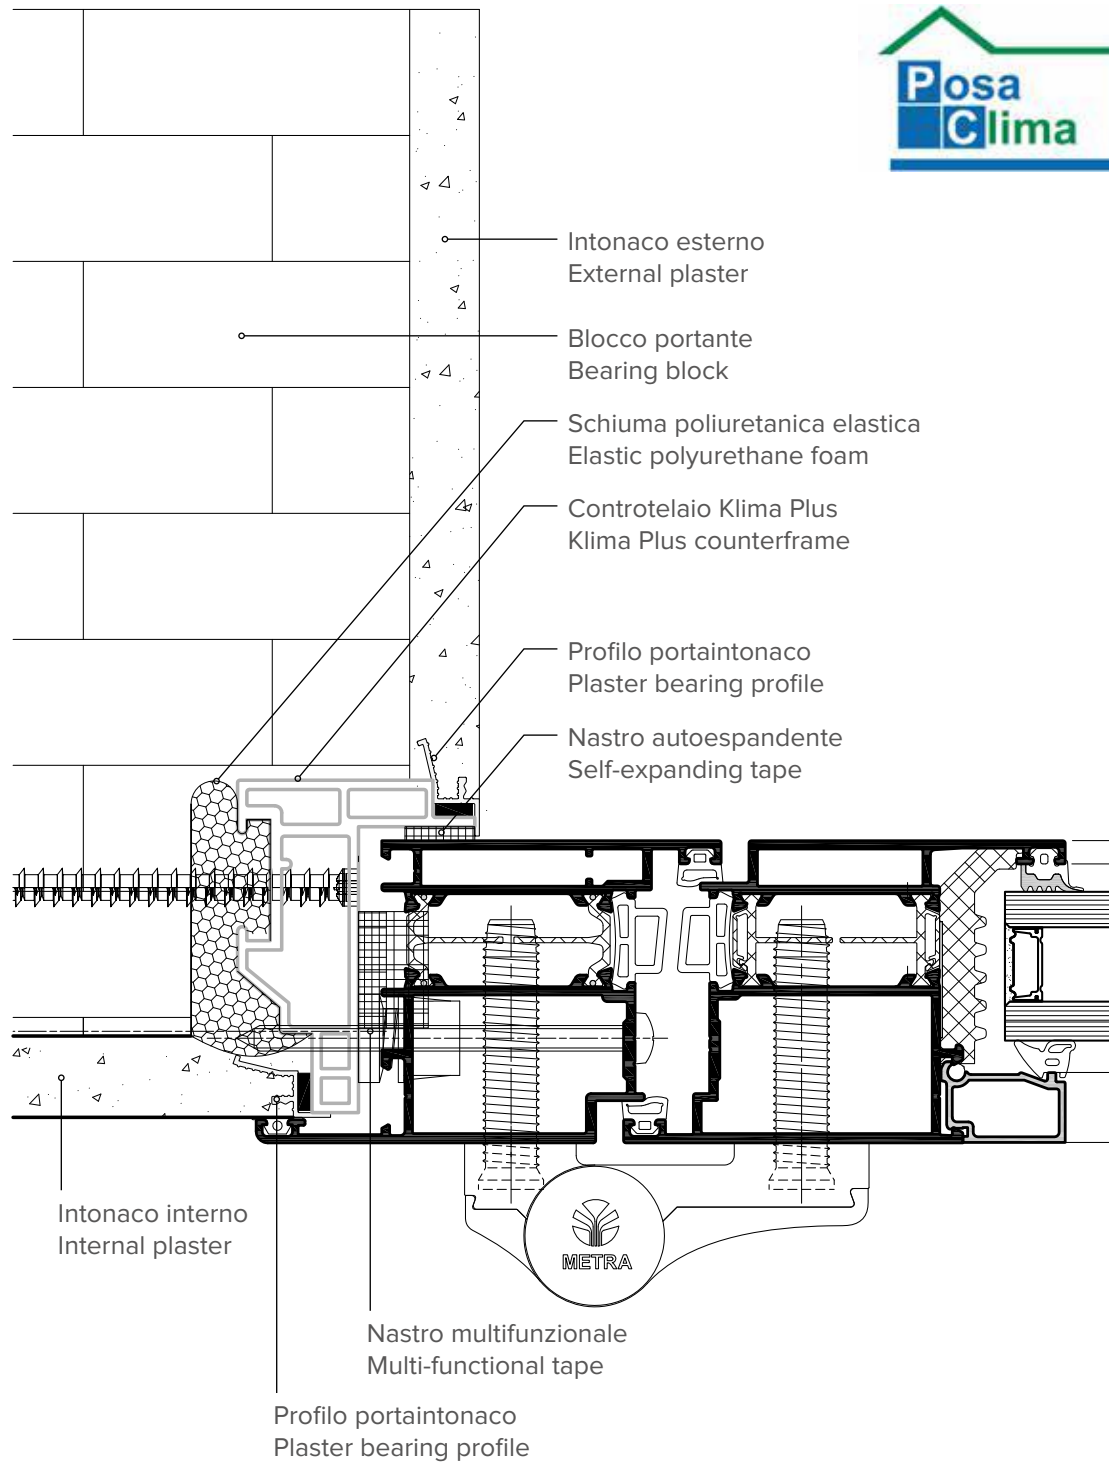 Posa
Clima
Intonaco esterno
External plaster
Blocco portante
Bearing block
Schiuma poliuretanica elastica
Elastic polyurethane foam
Controtelaio Klima Plus
Klima Plus counterframe
Profilo portaintonaco
Plaster bearing profile
Nastro autoespandente
Self-expanding tape
Intonaco interno
Internal plaster
METRA
Nastro multifunzionale
Multi-functional tape
Profilo portaintonaco
Plaster bearing profile